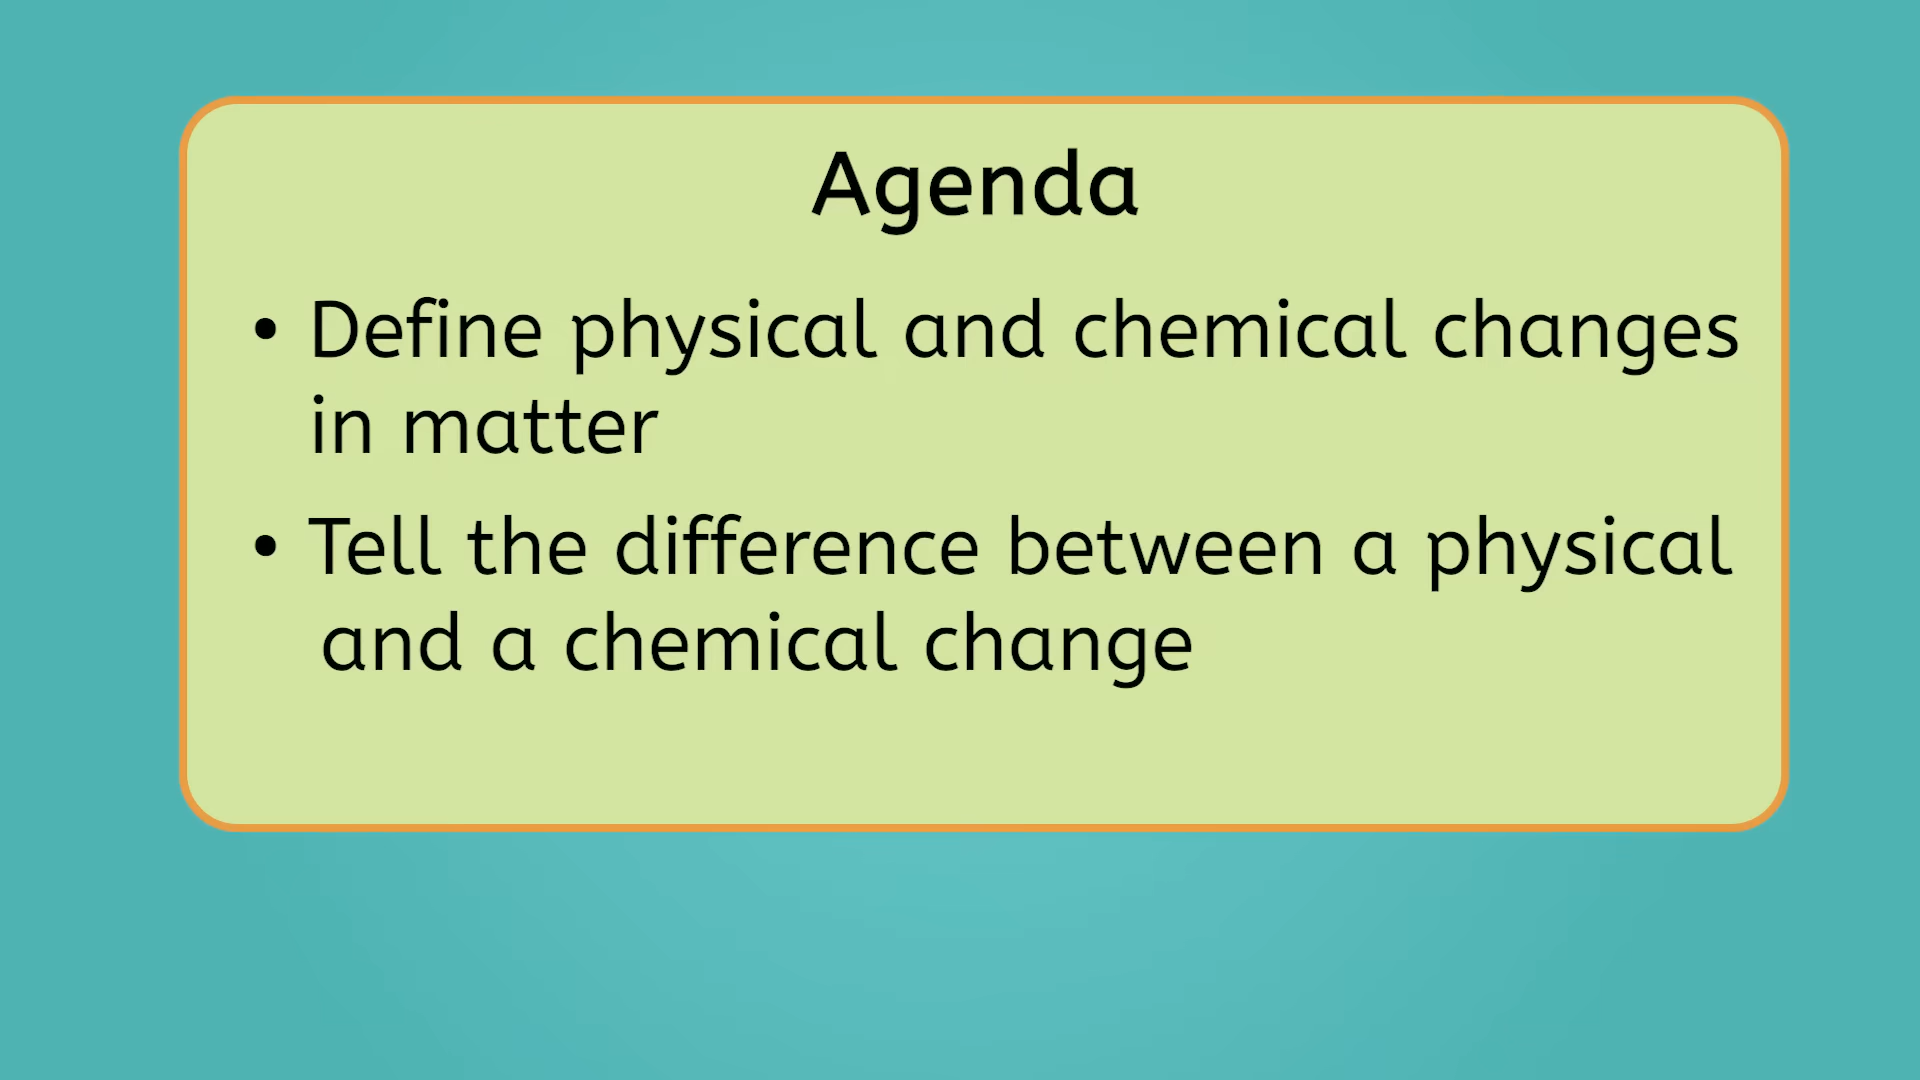 Agenda
• Define physical and chemical changes
in matter
• Tell the difference between a physical
and a chemical change